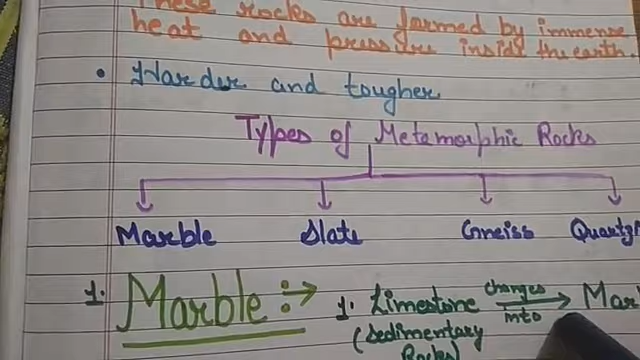 These rocks are formed by immense
heat and pressure inside the earth.
• Harder and tougher
Types of Metamorphic Rocks
Marble Slate Gneiss
1. Marble :→ 1. Limestone changes into →
(Sedimentary
Rocks)